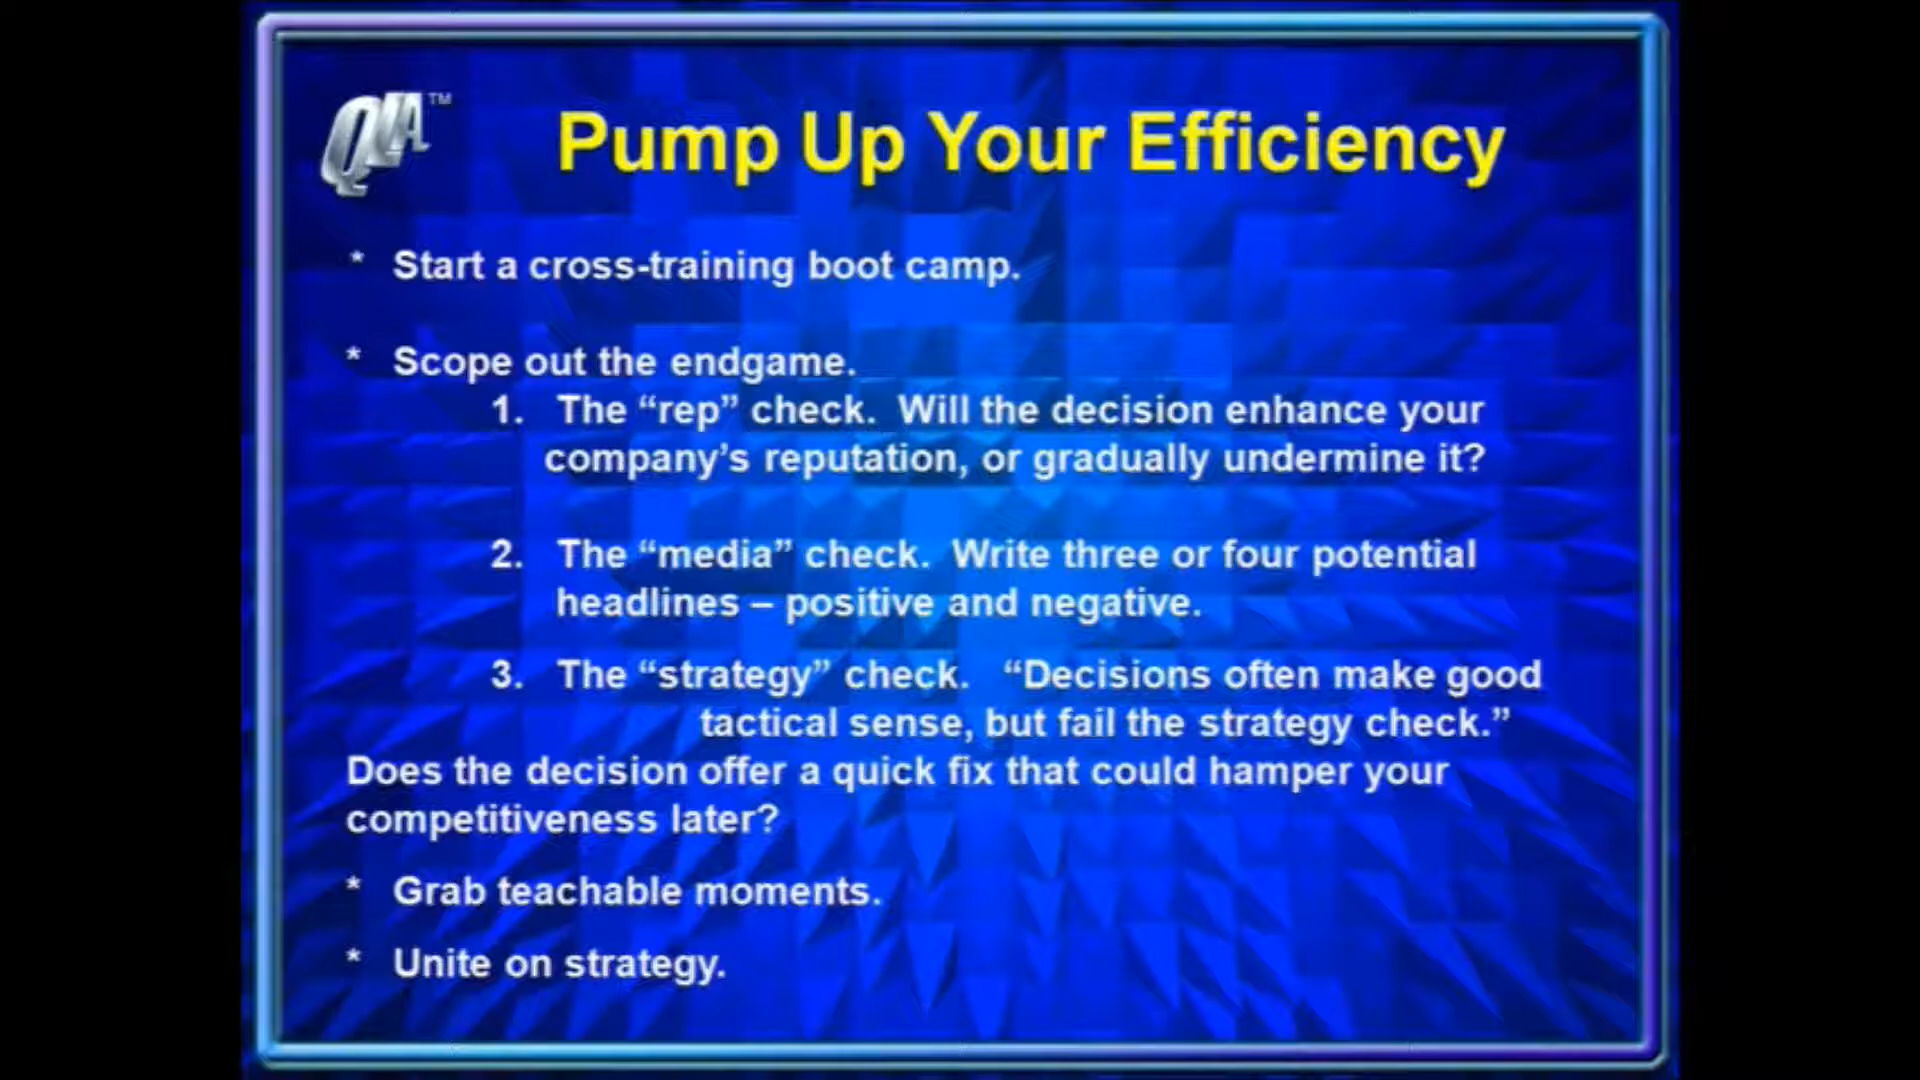 QLA™
Pump Up Your Efficiency
* Start a cross-training boot camp.
* Scope out the endgame.
1. The “rep” check. Will the decision enhance your
company’s reputation, or gradually undermine it?
2. The “media” check. Write three or four potential
headlines – positive and negative.
3. The “strategy” check. “Decisions often make good
tactical sense, but fail the strategy check.”
Does the decision offer a quick fix that could hamper your
competitiveness later?
* Grab teachable moments.
* Unite on strategy.